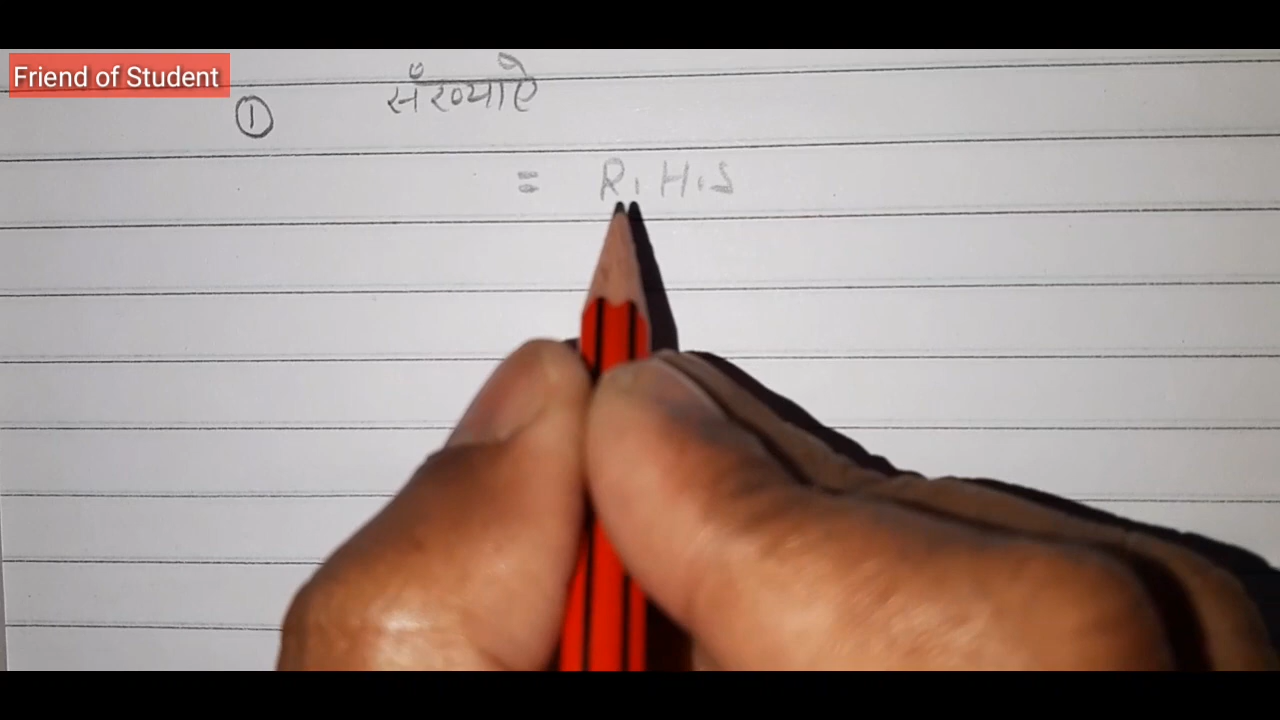 Friend of Student
① संख्याऐ
= R.H.S